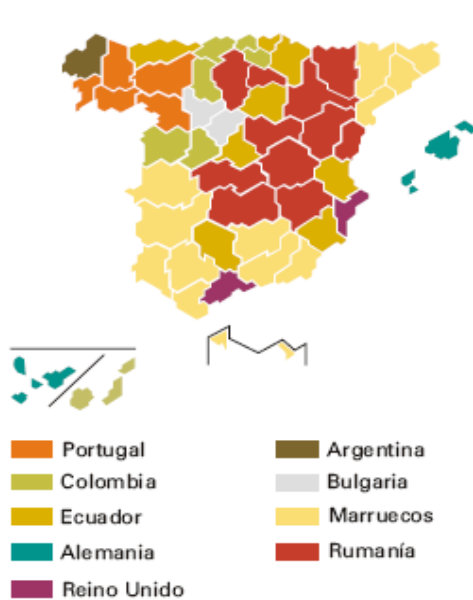 Portugal
Colombia
Ecuador
Alemania
Reino Unido
Argentina
Bulgaria
Marruecos
Rumanía